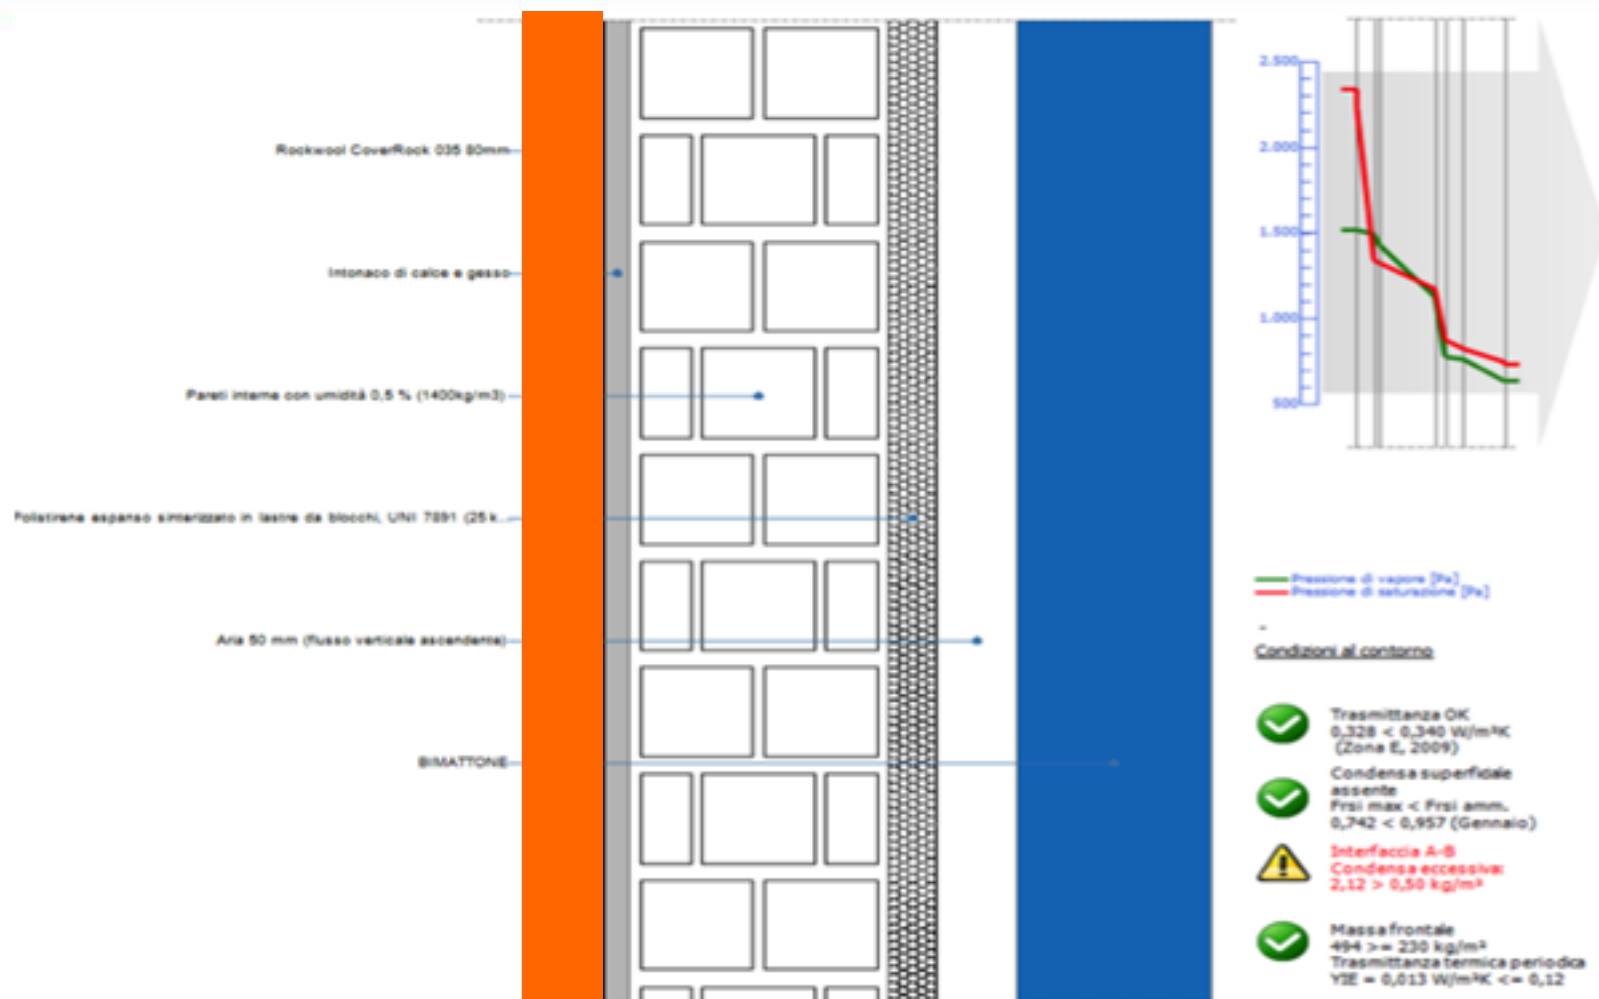 Rockwool CoverRock 035 80mm
Intonaco di calce e gesso
Pareti interne con umidità 0,5 % (1400kg/m3)
Polistirene espanso sinterizzato in lastre da blocchi, UNI 7891 (25 k...
Aria 50 mm (flusso verticale ascendente)
BIMATTONE
2.500
2.000
1.500
1.000
500
Pressione di vapore [Pa]
Pressione di saturazione [Pa]
-
Condizioni al contorno
Trasmittanza OK
0,328 < 0,340 W/m²K
(Zona E, 2009)
Condensa superficiale
assente
Frsi max < Frsi amm.
0,742 < 0,957 (Gennaio)
Interfaccia A-B
Condensa eccessiva:
2,12 > 0,50 kg/m²
Massa frontale
494 >= 230 kg/m²
Trasmittanza termica periodica
YIE = 0,013 W/m²K <= 0,12